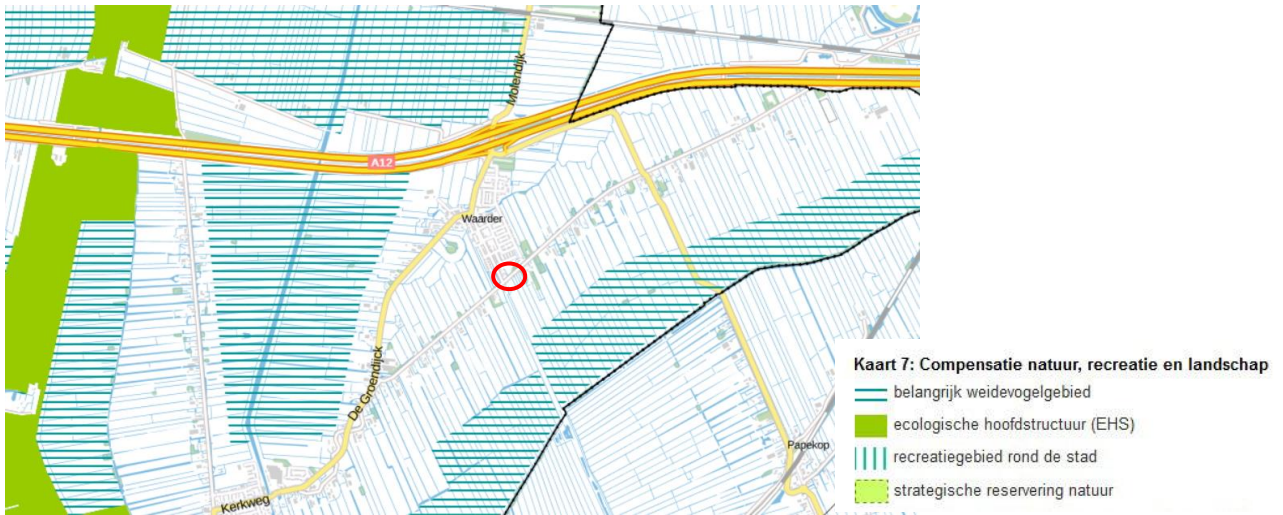 Molendijk
A12
Waarder
De Groendijck
Kerkweg
Papekop
Kaart 7: Compensatie natuur, recreatie en landschap
belangrijk weidevogelgebied
ecologische hoofdstructuur (EHS)
recreatiegebied rond de stad
strategische reservering natuur